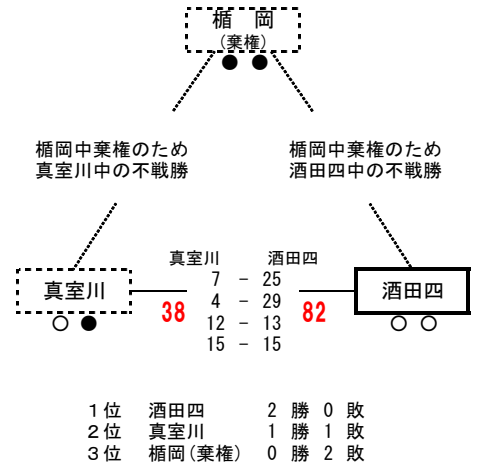 楯　岡
(棄権)
● ●
楯岡中棄権のため
真室川中の不戦勝
楯岡中棄権のため
酒田四中の不戦勝
真室川　酒田四
7 － 25
4 － 29
12 － 13
15 － 15
真室川
38
82
酒田四
○ ●
○ ○
１位　酒田四　２ 勝 ０ 敗
２位　真室川　１ 勝 １ 敗
３位　楯岡(棄権)　０ 勝 ２ 敗